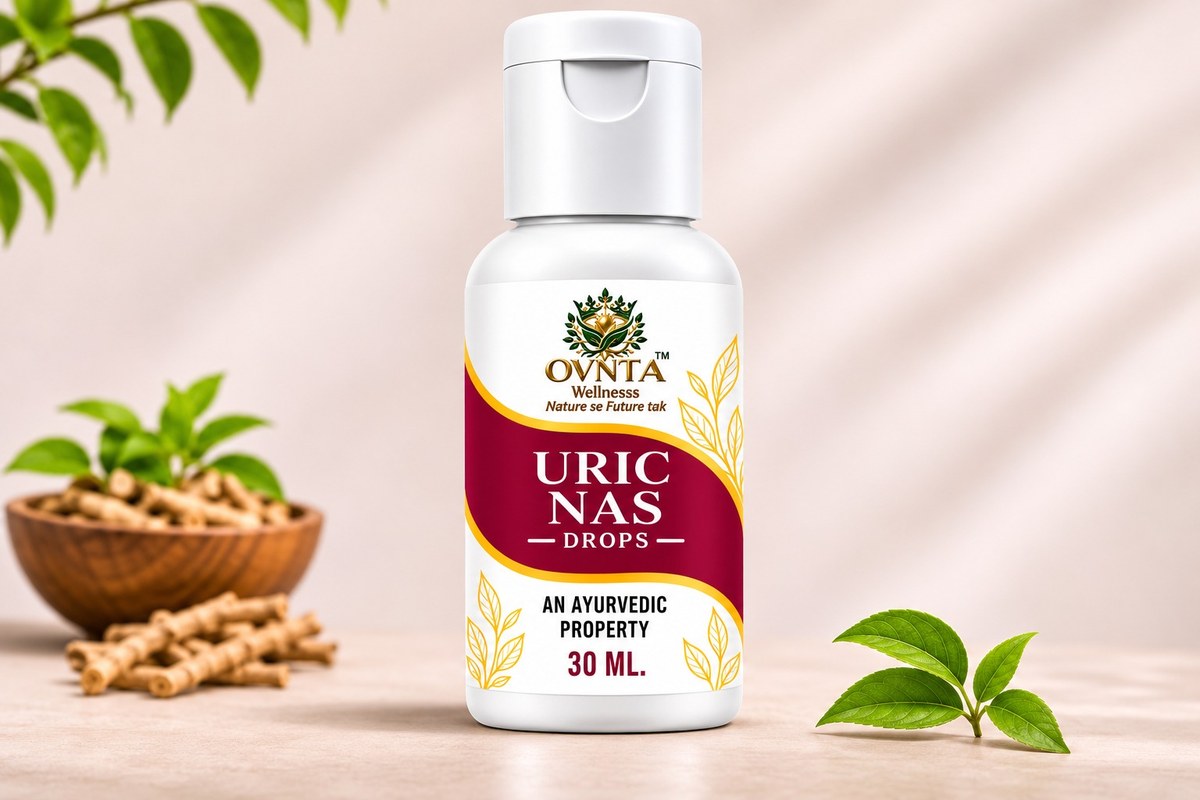 OVNTA™
Wellnesss
Nature se Future tak
URIC
NAS
DROPS
AN AYURVEDIC
PROPERTY
30 ML.